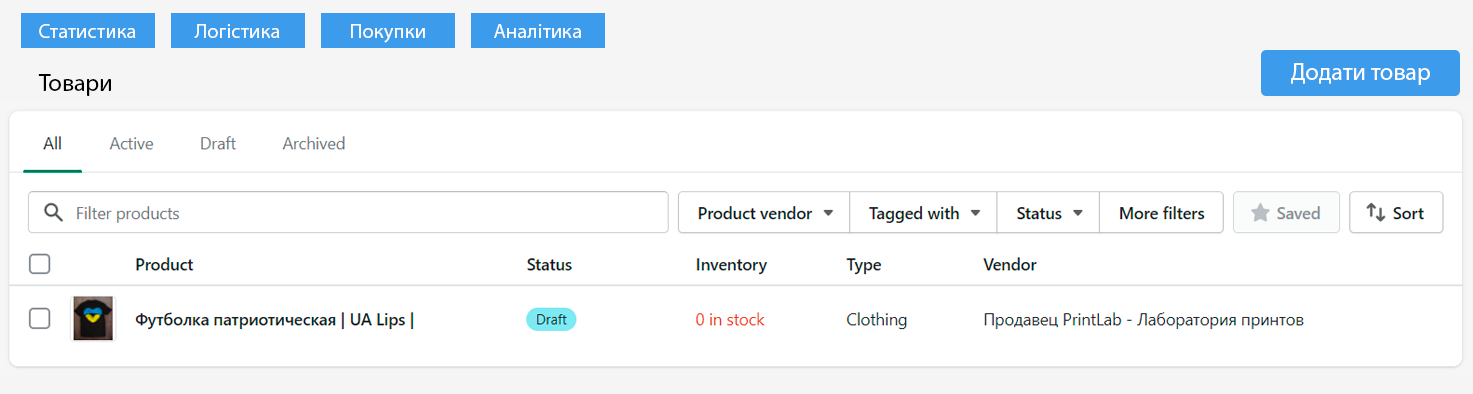 Статистика Логістика Покупки Аналітика
Додати товар
Товари
All Active Draft Archived
Filter products Product vendor Tagged with Status More filters Saved Sort
Product Status Inventory Type Vendor
Футболка патриотическая | UA Lips | Draft 0 in stock Clothing Продавец PrintLab - Лаборатория принтов